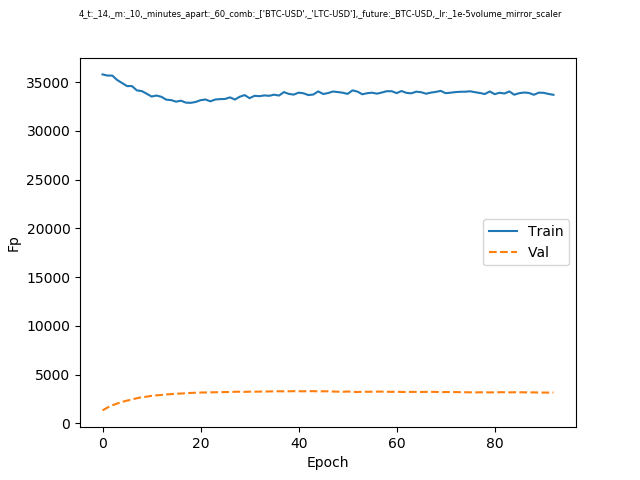 4_t:_14,_m:_10,_minutes_apart:_60_comb:_['BTC-USD',_'LTC-USD'],_future:_BTC-USD,_lr:_1e-5volume_mirror_scaler
35000
30000
25000
20000
15000
10000
5000
0
Fp
Train
Val
0 20 40 60 80
Epoch